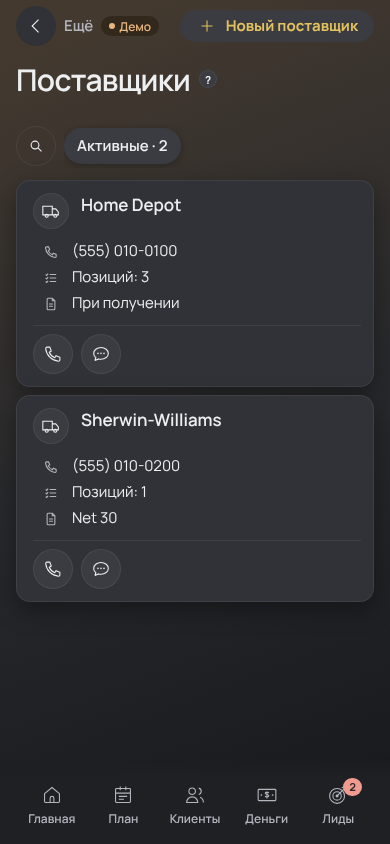 Ещё
Демо
Новый поставщик
Поставщики
?
Активные · 2
Home Depot
(555) 010-0100
Позиций: 3
При получении
Sherwin-Williams
(555) 010-0200
Позиций: 1
Net 30
2
Главная
План
Клиенты
Деньги
Лиды